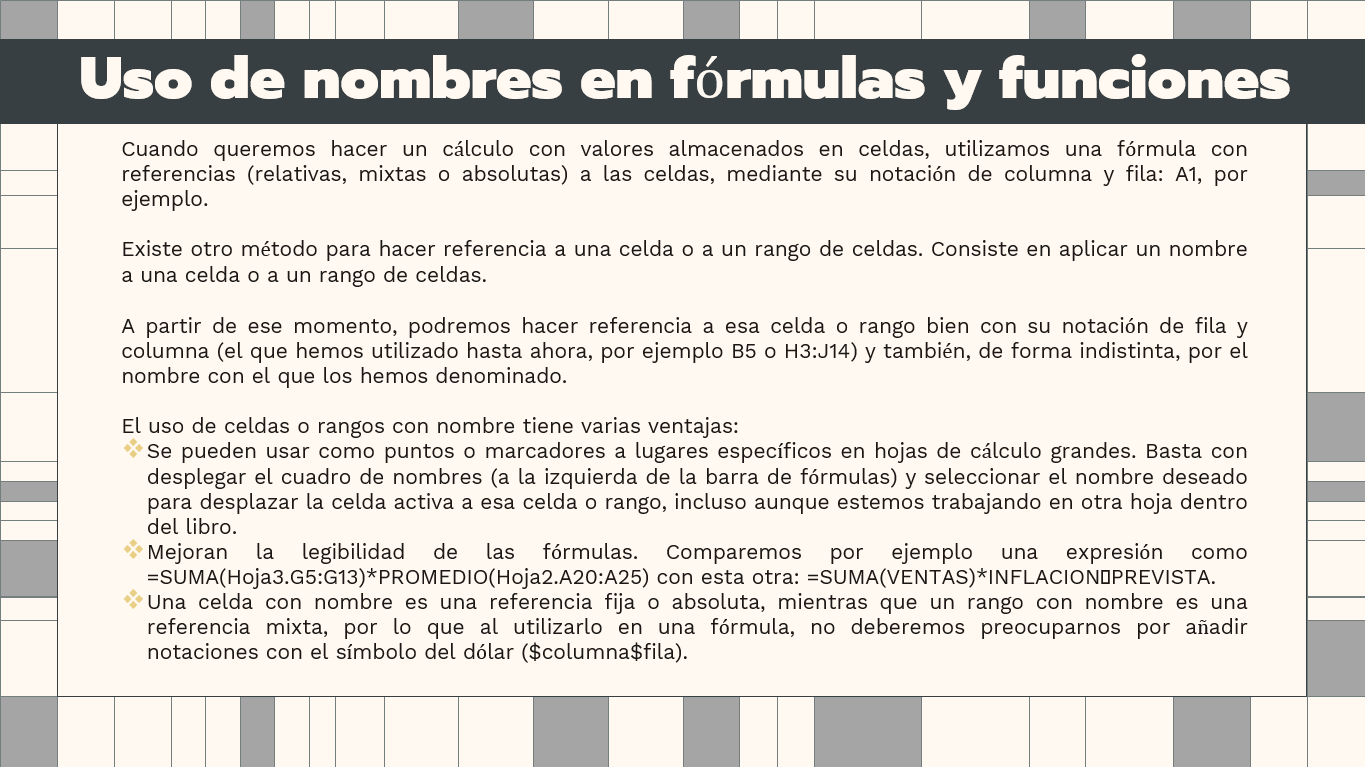 Uso de nombres en fórmulas y funciones
Cuando queremos hacer un cálculo con valores almacenados en celdas, utilizamos una fórmula con
referencias (relativas, mixtas o absolutas) a las celdas, mediante su notación de columna y fila: A1, por
ejemplo.
Existe otro método para hacer referencia a una celda o a un rango de celdas. Consiste en aplicar un nombre
a una celda o a un rango de celdas.
A partir de ese momento, podremos hacer referencia a esa celda o rango bien con su notación de fila y
columna (el que hemos utilizado hasta ahora, por ejemplo B5 o H3:J14) y también, de forma indistinta, por el
nombre con el que los hemos denominado.
El uso de celdas o rangos con nombre tiene varias ventajas:
❖Se pueden usar como puntos o marcadores a lugares específicos en hojas de cálculo grandes. Basta con
desplegar el cuadro de nombres (a la izquierda de la barra de fórmulas) y seleccionar el nombre deseado
para desplazar la celda activa a esa celda o rango, incluso aunque estemos trabajando en otra hoja dentro
del libro.
❖Mejoran la legibilidad de las fórmulas. Comparemos por ejemplo una expresión como
=SUMA(Hoja3.G5:G13)*PROMEDIO(Hoja2.A20:A25) con esta otra: =SUMA(VENTAS)*INFLACION▯PREVISTA.
❖Una celda con nombre es una referencia fija o absoluta, mientras que un rango con nombre es una
referencia mixta, por lo que al utilizarlo en una fórmula, no deberemos preocuparnos por añadir
notaciones con el símbolo del dólar ($columna$fila).